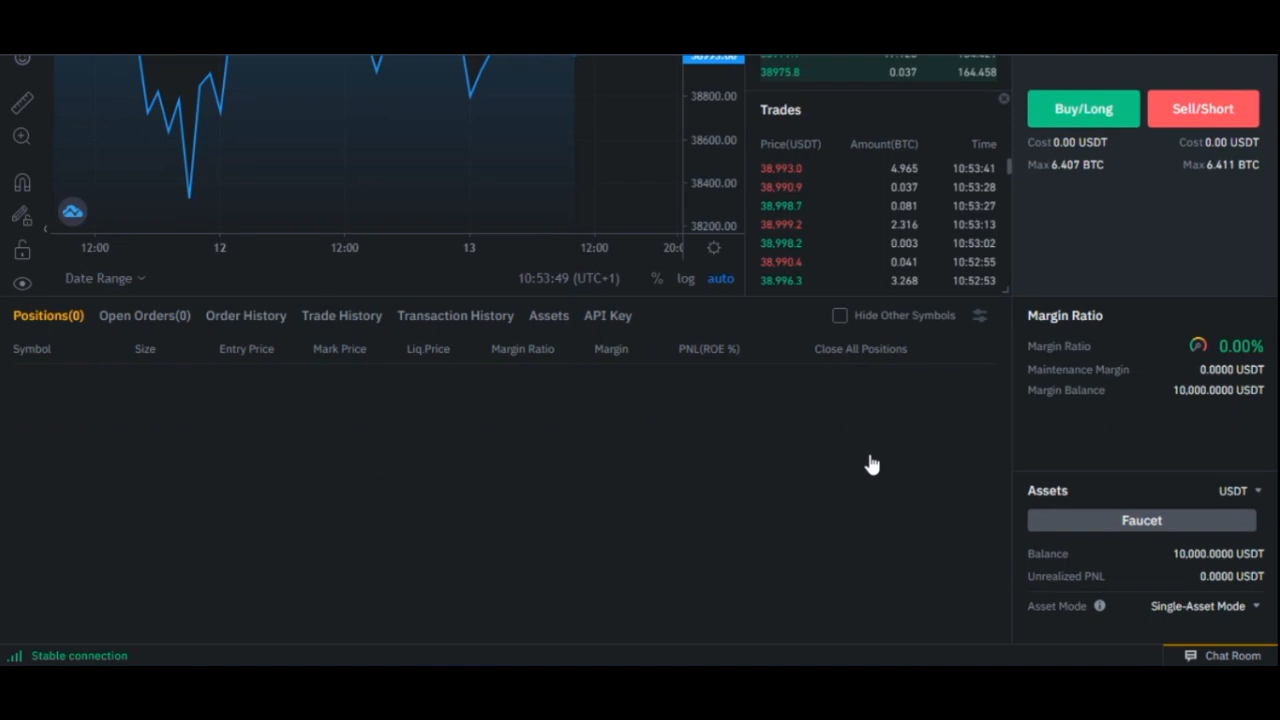 38975.8 0.037 164.458
38800.00
38600.00
38400.00
38200.00
12:00 12 12:00 13 12:00
Date Range 10:53:49 (UTC+1) % log auto
Trades
Price(USDT) Amount(BTC) Time
38,993.0 4.965 10:53:41
38,990.9 0.037 10:53:28
38,998.7 0.081 10:53:27
38,999.2 2.316 10:53:13
38,998.2 0.003 10:53:02
38,990.4 0.041 10:52:55
38,996.3 3.268 10:52:53
Buy/Long Sell/Short
Cost 0.00 USDT Cost 0.00 USDT
Max 6.407 BTC Max 6.411 BTC
Positions(0) Open Orders(0) Order History Trade History Transaction History Assets API Key Hide Other Symbols
Symbol Size Entry Price Mark Price Liq.Price Margin Ratio Margin PNL(ROE %) Close All Positions
Margin Ratio
Margin Ratio 0.00%
Maintenance Margin 0.0000 USDT
Margin Balance 10,000.0000 USDT
Assets USDT
Faucet
Balance 10,000.0000 USDT
Unrealized PNL 0.0000 USDT
Asset Mode Single-Asset Mode
Stable connection Chat Room